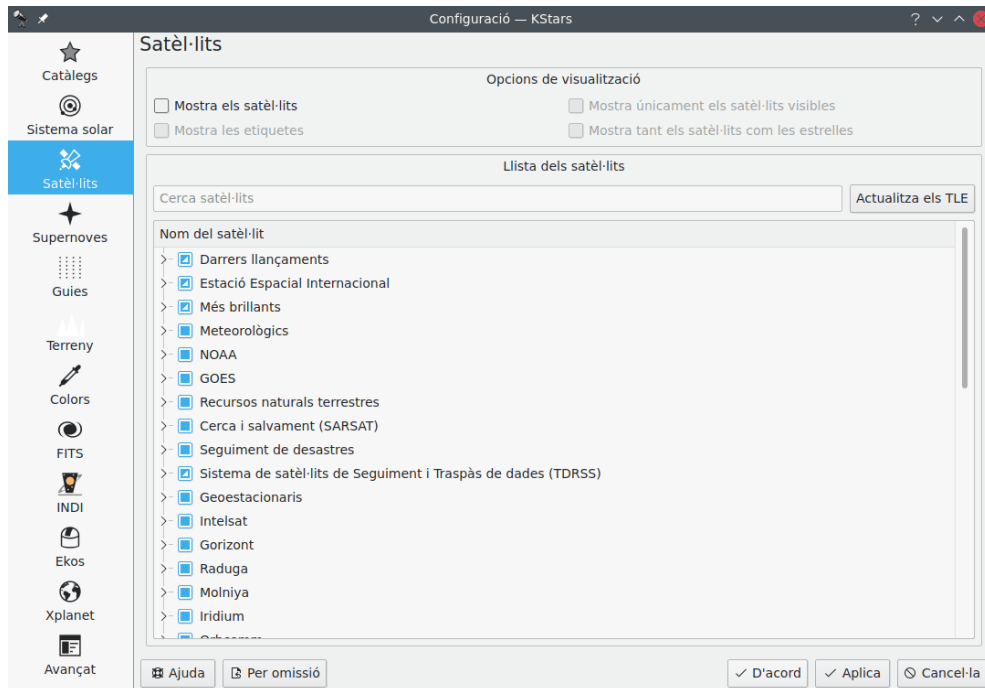 Configuració — KStars
Catàlegs
Sistema solar
Satèl·lits
Supernoves
Guies
Terreny
Colors
FITS
INDI
Ekos
Xplanet
Avançat
Satèl·lits
Opcions de visualització
Mostra els satèl·lits
Mostra únicament els satèl·lits visibles
Mostra les etiquetes
Mostra tant els satèl·lits com les estrelles
Llista dels satèl·lits
Cerca satèl·lits
Actualitza els TLE
Nom del satèl·lit
Darrers llançaments
Estació Espacial Internacional
Més brillants
Meteorològics
NOAA
GOES
Recursos naturals terrestres
Cerca i salvament (SARSAT)
Seguiment de desastres
Sistema de satèl·lits de Seguiment i Traspàs de dades (TDRSS)
Geoestacionaris
Intelsat
Gorizont
Raduga
Molniya
Iridium
Ajuda
Per omissió
D'acord
Aplica
Cancel·la